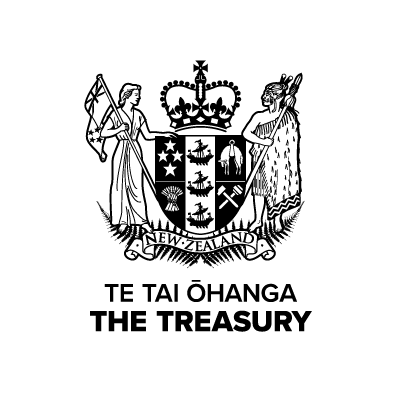 NEW ZEALAND
TE TAI ŌHANGA
THE TREASURY